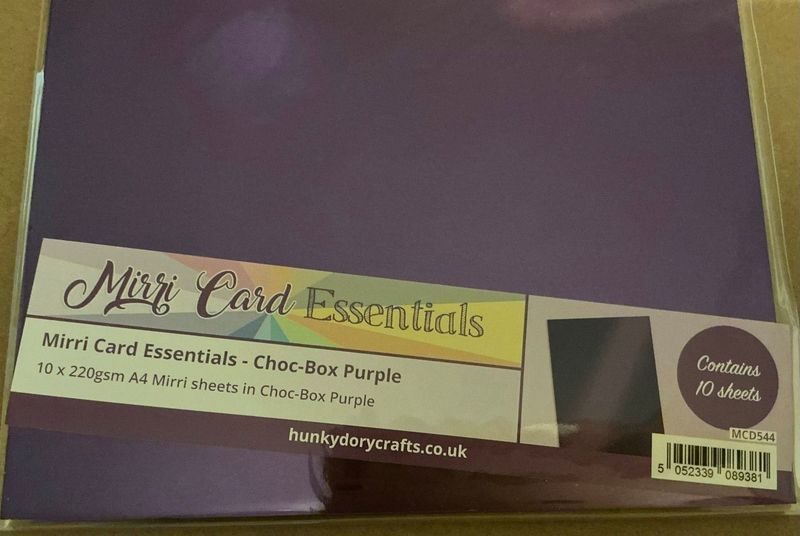 Mirri Card Essentials
Mirri Card Essentials - Choc-Box Purple
10 x 220gsm A4 Mirri sheets in Choc-Box Purple
hunkydorycrafts.co.uk
Contains
10 sheets
MCD544
5 052339 089381